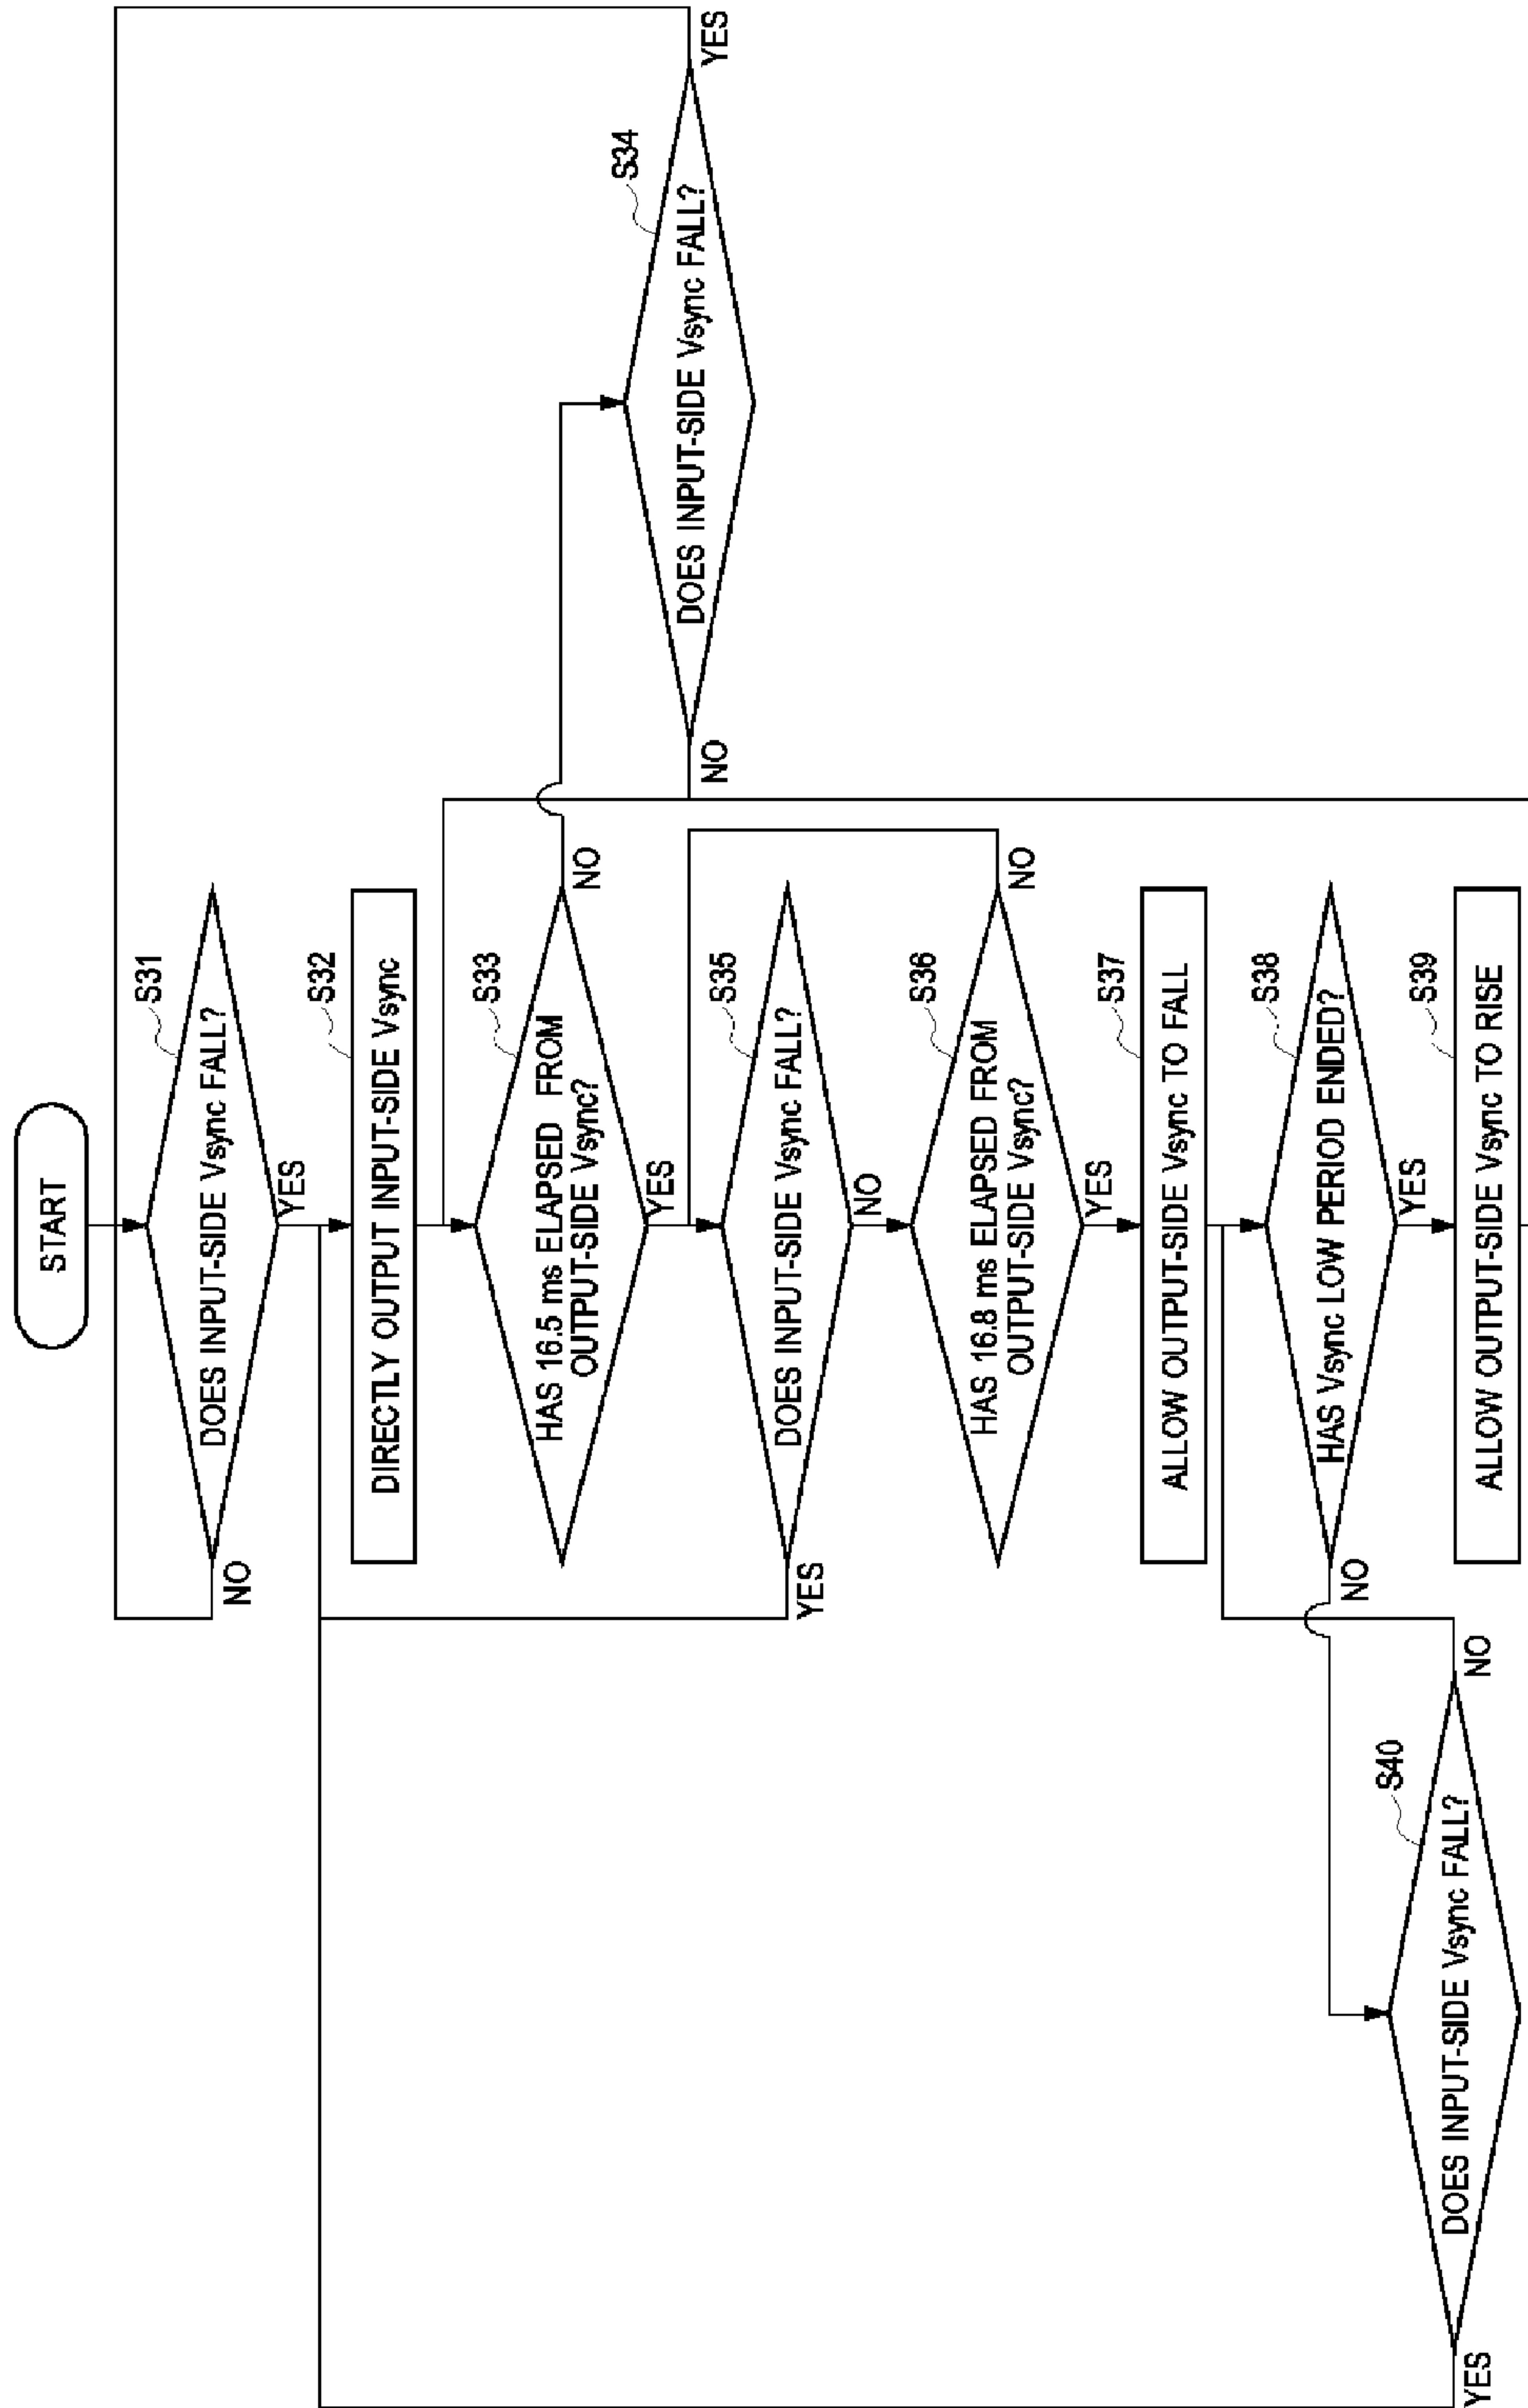 START
S31
DOES INPUT-SIDE Vsync FALL?
NO
YES
S32
DIRECTLY OUTPUT INPUT-SIDE Vsync
S33
HAS 16.5 ms ELAPSED FROM
OUTPUT-SIDE Vsync?
NO
YES
S34
DOES INPUT-SIDE Vsync FALL?
NO
YES
S35
DOES INPUT-SIDE Vsync FALL?
YES
NO
S36
HAS 16.8 ms ELAPSED FROM
OUTPUT-SIDE Vsync?
NO
YES
S37
ALLOW OUTPUT-SIDE Vsync TO FALL
S38
HAS Vsync LOW PERIOD ENDED?
NO
YES
S39
ALLOW OUTPUT-SIDE Vsync TO RISE
S40
DOES INPUT-SIDE Vsync FALL?
YES
NO